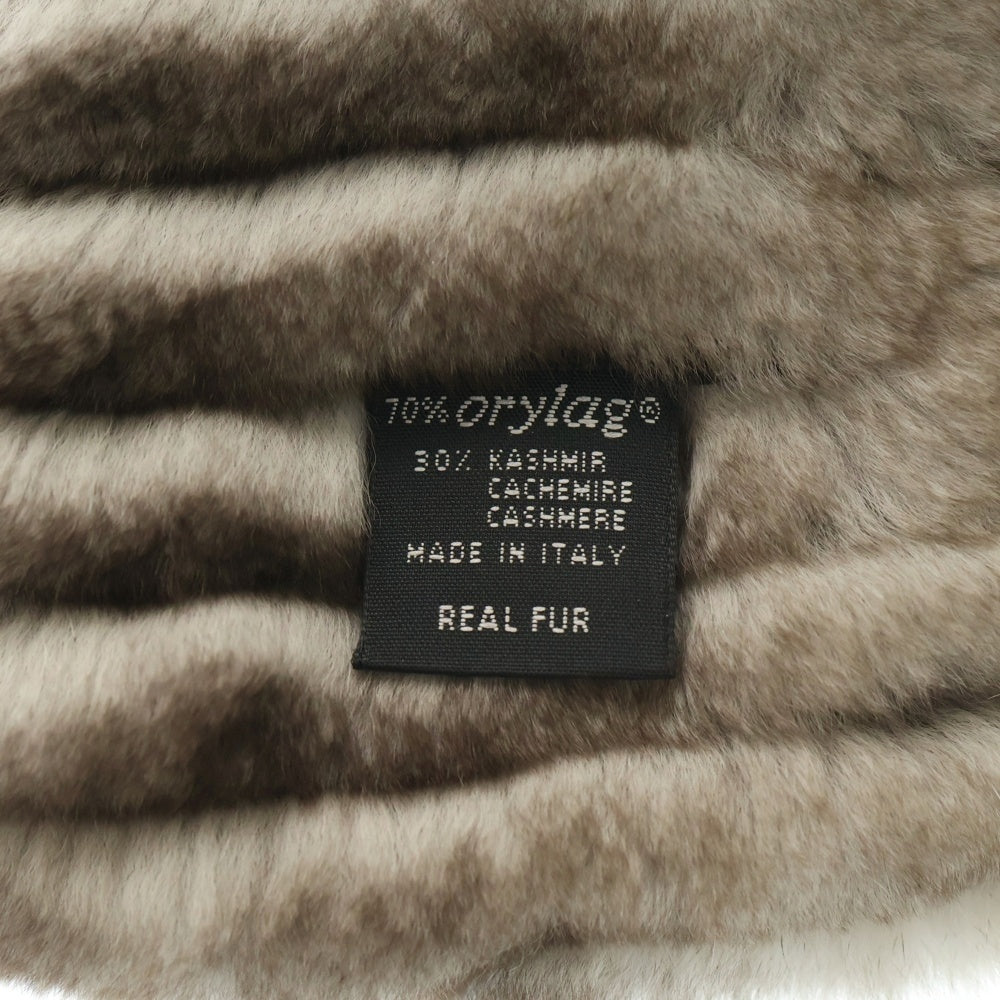 70% orylag®
30% KASHMIR
CACHEMIRE
CASHMERE
MADE IN ITALY
REAL FUR